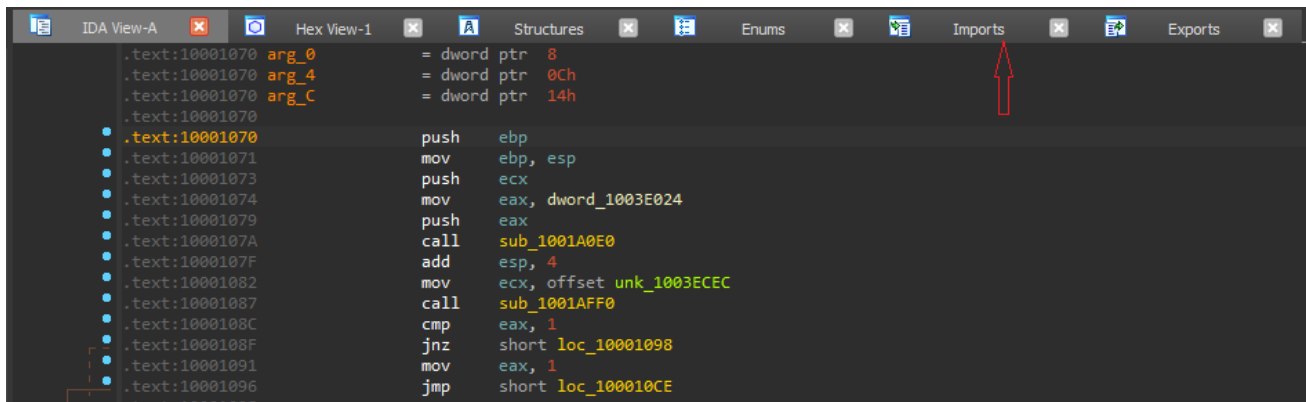 IDA View-A Hex View-1 Structures Enums Imports Exports
.text:10001070 arg_0 = dword ptr 8
.text:10001070 arg_4 = dword ptr 0Ch
.text:10001070 arg_C = dword ptr 14h
.text:10001070
.text:10001070 push ebp
.text:10001071 mov ebp, esp
.text:10001073 push ecx
.text:10001074 mov eax, dword_1003E024
.text:10001079 push eax
.text:1000107A call sub_1001A0E0
.text:1000107F add esp, 4
.text:10001082 mov ecx, offset unk_1003ECEC
.text:10001087 call sub_1001AFF0
.text:1000108C cmp eax, 1
.text:1000108F jnz short loc_10001098
.text:10001091 mov eax, 1
.text:10001096 jmp short loc_100010CE